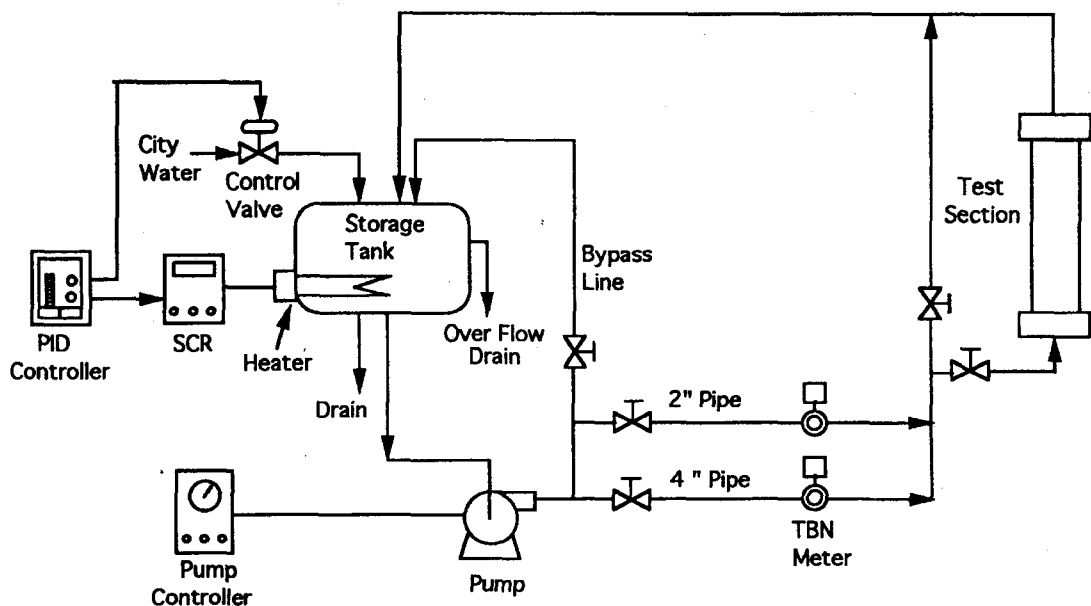 City
Water
Control
Valve
Storage
Tank
Test
Section
Bypass
Line
PID
Controller
SCR
Heater
Over Flow
Drain
Drain
2" Pipe
4 " Pipe
TBN
Meter
Pump
Controller
Pump